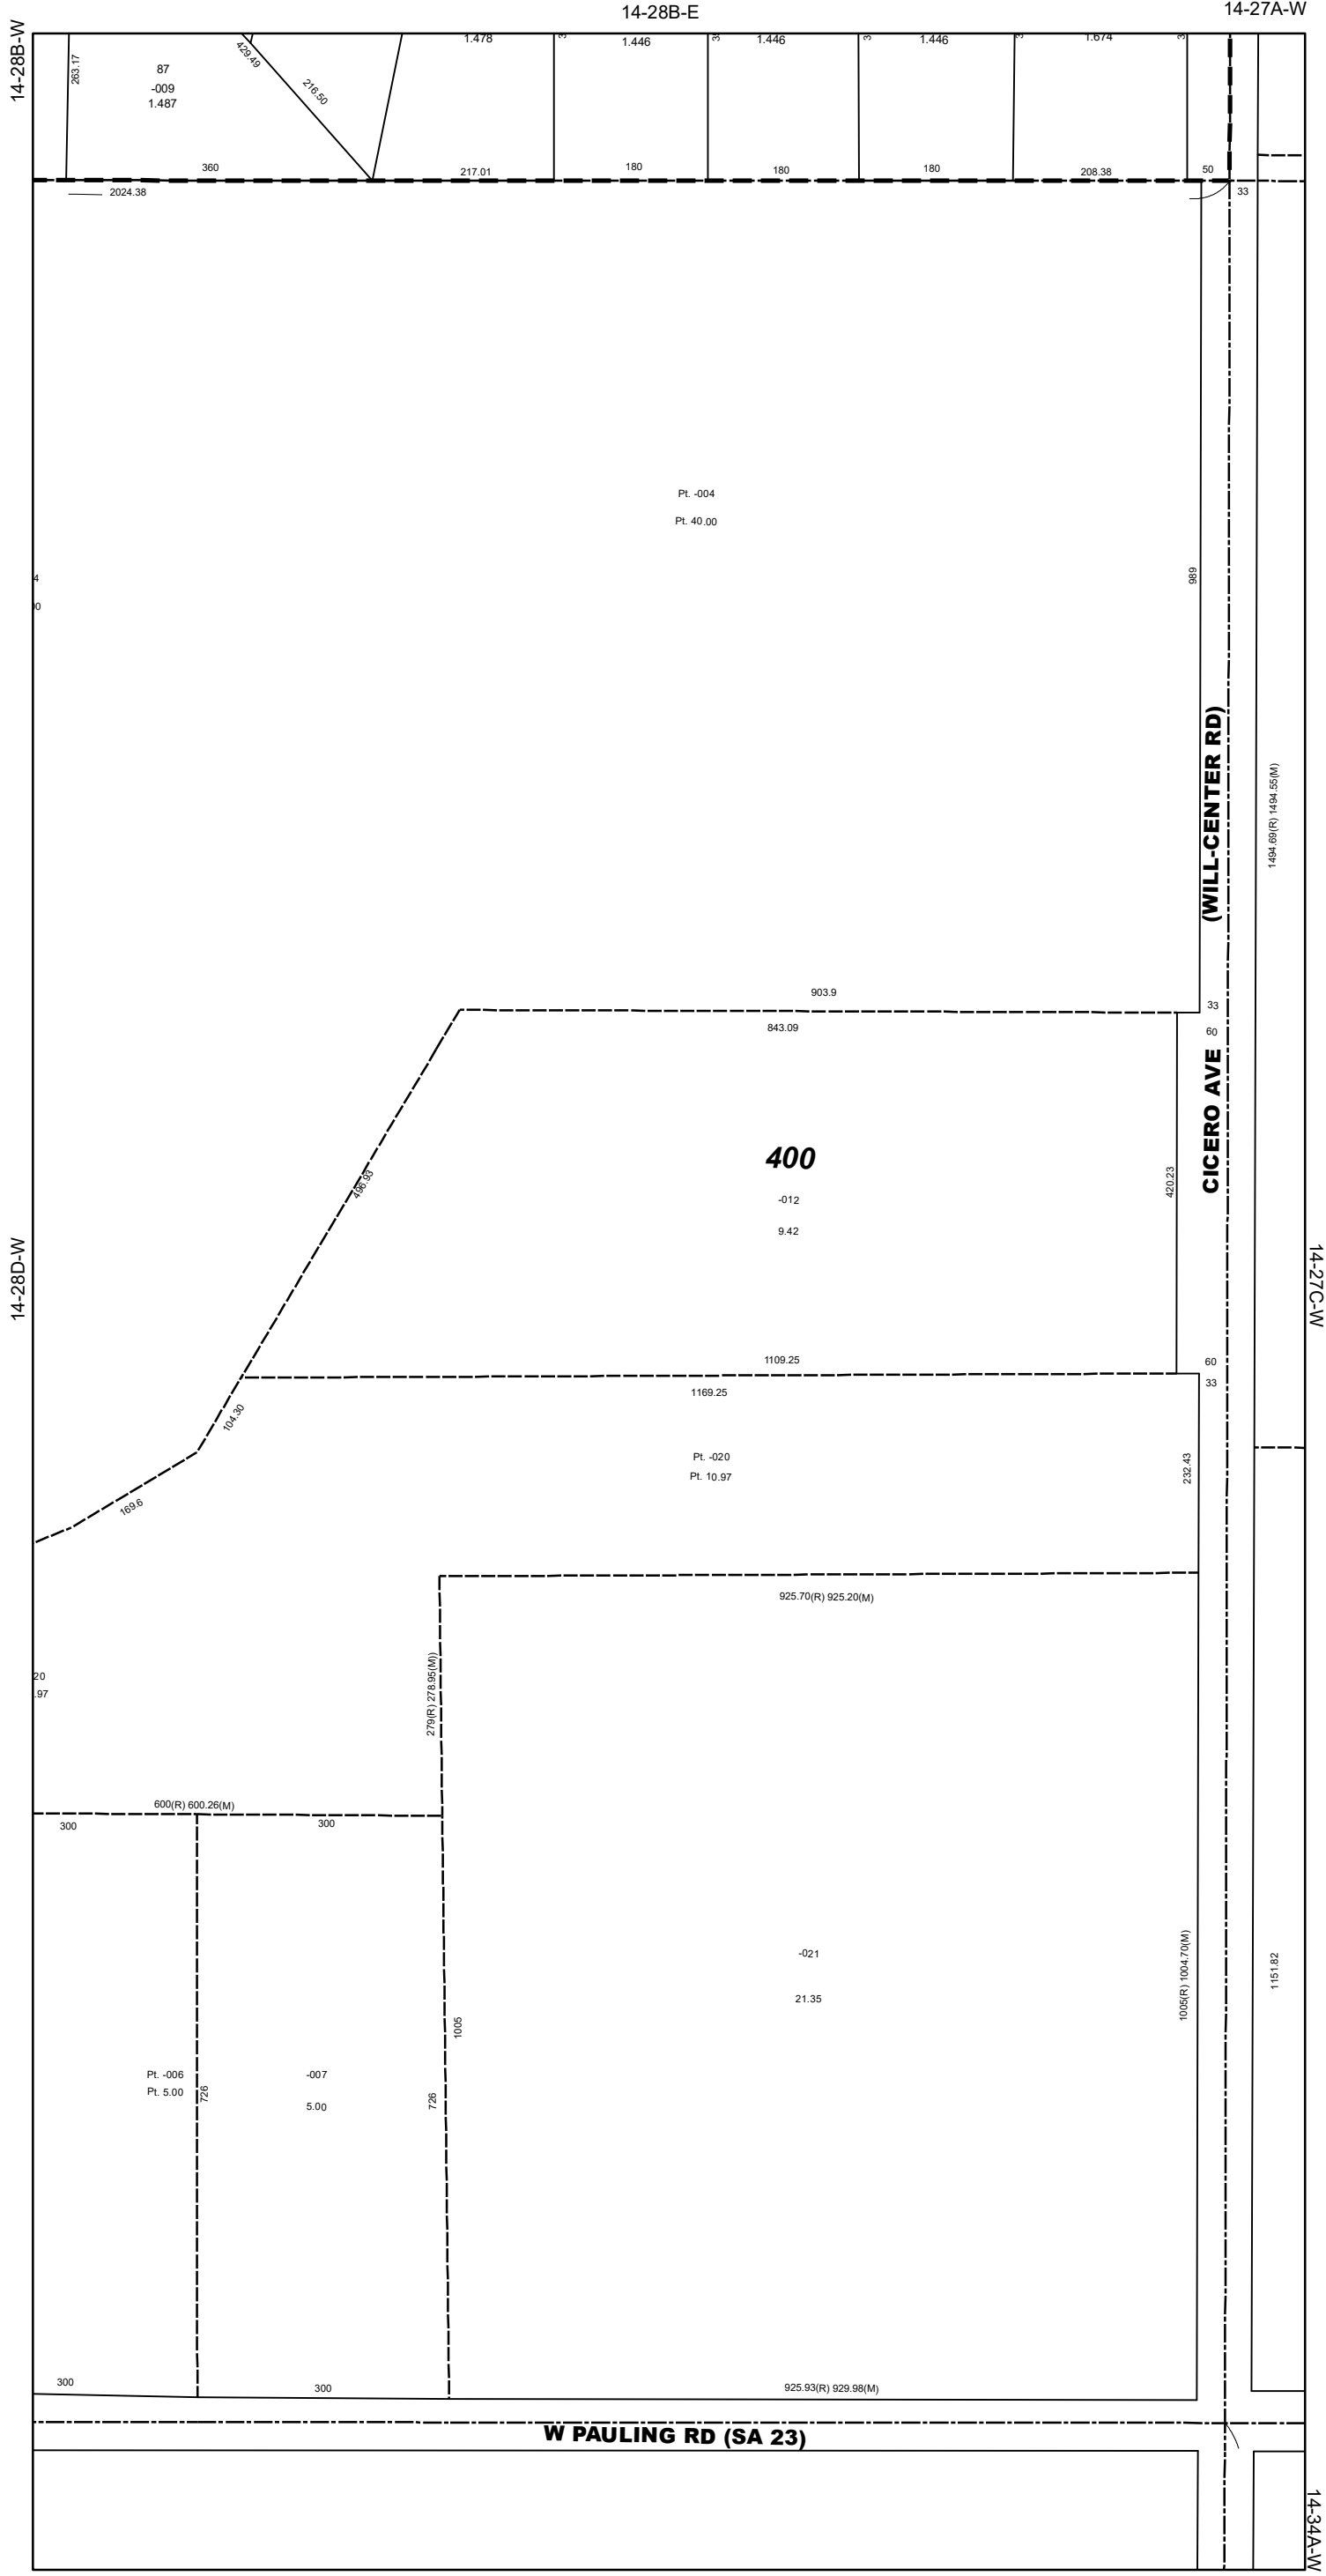 14-28B-E
14-27A-W
14-28B-W
263.17
87
-009
1.487
429.49
216.50
1.478
1.446
1.446
1.446
1.674
360
217.01
180
180
180
208.38
50
33
2024.38
Pt. -004
Pt. 40.00
4
989
(WILL-CENTER RD)
1494.69(R) 1494.55(M)
903.9
33
843.09
60
CICERO AVE
400
-012
9.42
496.93
420.23
14-28D-W
14-27C-W
1109.25
60
1169.25
33
104.30
Pt. -020
Pt. 10.97
232.43
169.6
925.70(R) 925.20(M)
279(R) 278.95(M))
20
.97
600(R) 600.26(M)
300
300
-021
21.35
1005(R) 1004.70(M)
1151.82
1005
Pt. -006
Pt. 5.00
726
-007
5.00
726
300
300
925.93(R) 929.98(M)
W PAULING RD (SA 23)
14-34A-W